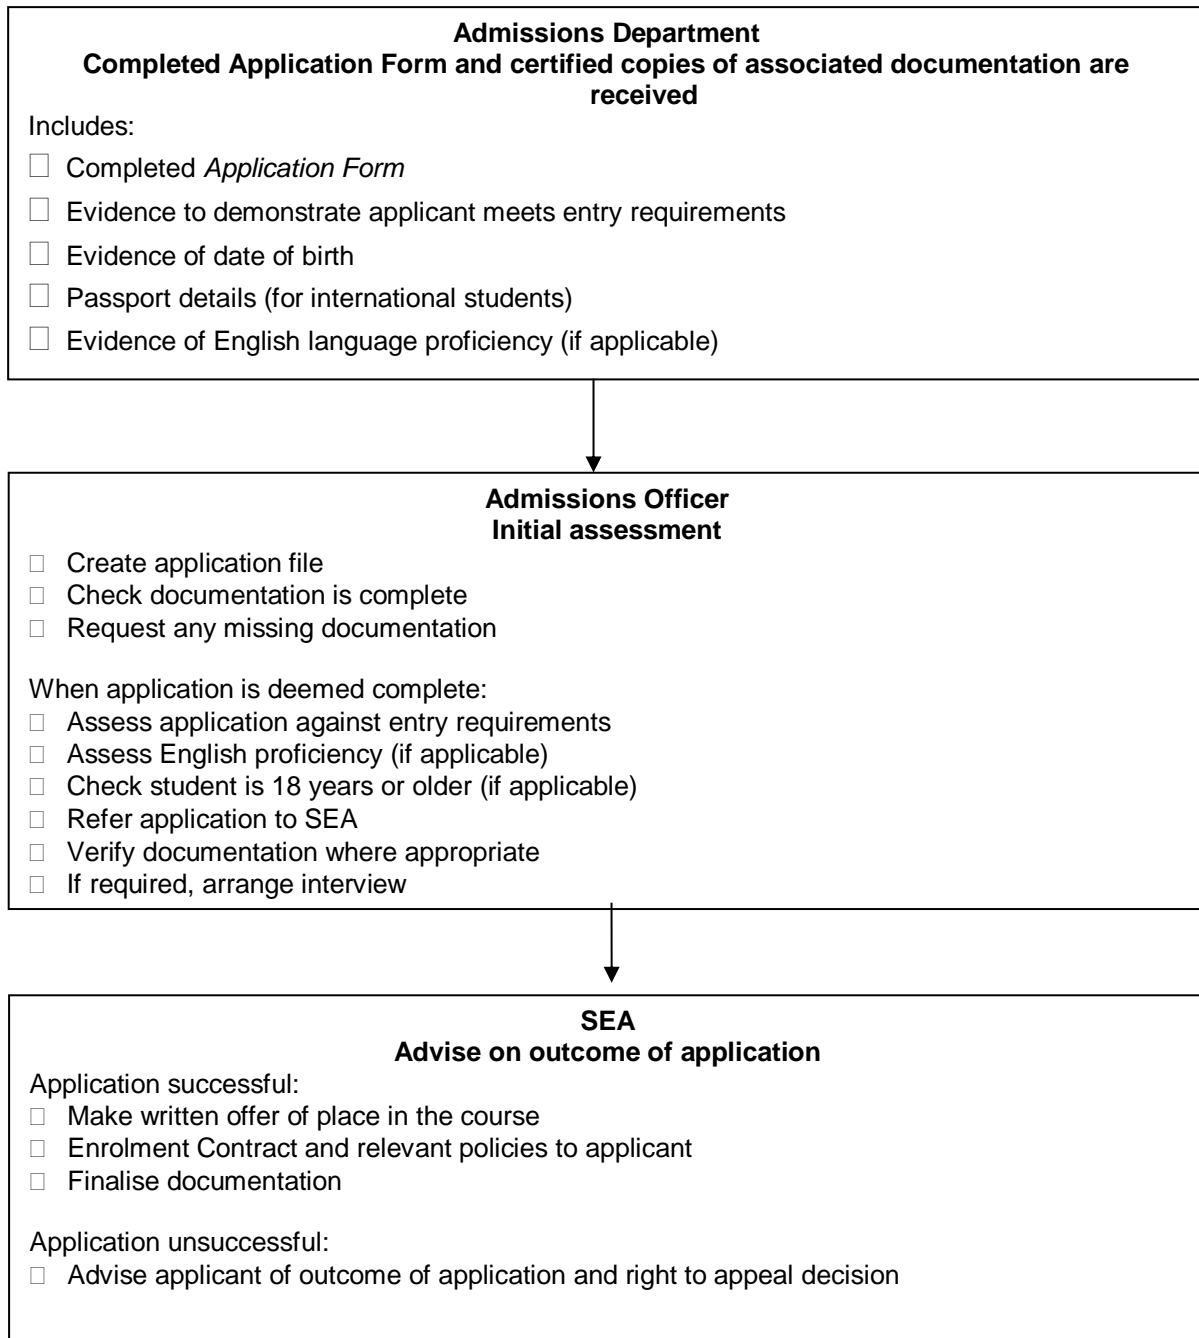 Admissions Department
Completed Application Form and certified copies of associated documentation are
received
Includes:
Completed Application Form
Evidence to demonstrate applicant meets entry requirements
Evidence of date of birth
Passport details (for international students)
Evidence of English language proficiency (if applicable)
Admissions Officer
Initial assessment
Create application file
Check documentation is complete
Request any missing documentation
When application is deemed complete:
Assess application against entry requirements
Assess English proficiency (if applicable)
Check student is 18 years or older (if applicable)
Refer application to SEA
Verify documentation where appropriate
If required, arrange interview
SEA
Advise on outcome of application
Application successful:
Make written offer of place in the course
Enrolment Contract and relevant policies to applicant
Finalise documentation
Application unsuccessful:
Advise applicant of outcome of application and right to appeal decision